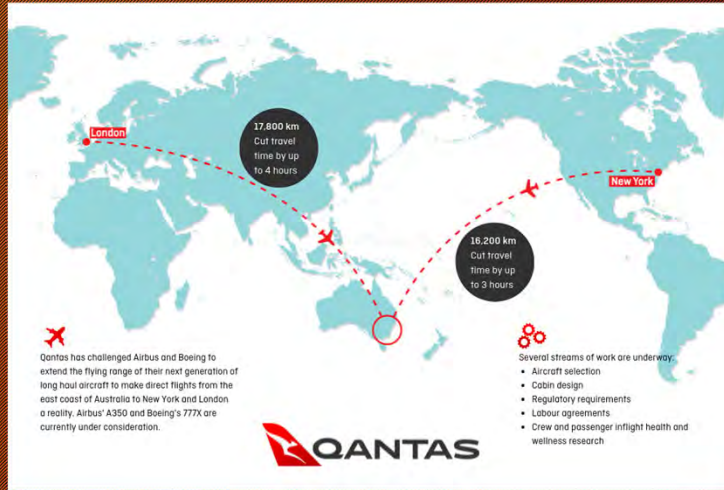 London
17,800 km
Cut travel
time by up
to 4 hours
New York
16,200 km
Cut travel
time by up
to 3 hours
Qantas has challenged Airbus and Boeing to
extend the flying range of their next generation of
long haul aircraft to make direct flights from the
east coast of Australia to New York and London
a reality. Airbus' A350 and Boeing's 777X are
currently under consideration.
Several streams of work are underway:
• Aircraft selection
• Cabin design
• Regulatory requirements
• Labour agreements
• Crew and passenger inflight health and
wellness research
QANTAS